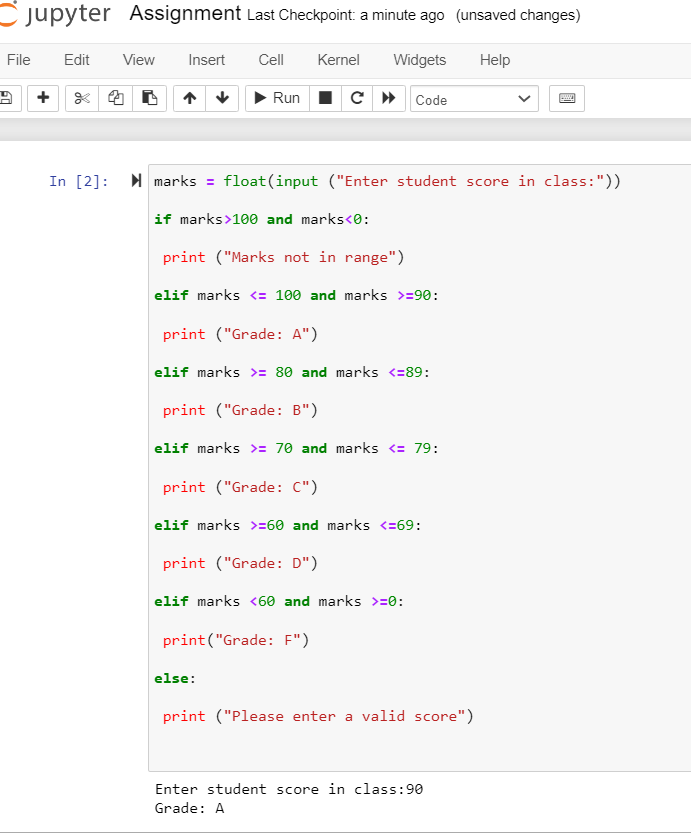 jupyter Assignment Last Checkpoint: a minute ago (unsaved changes)
File Edit View Insert Cell Kernel Widgets Help
Run Code
In [2]: marks = float(input ("Enter student score in class:"))
if marks>100 and marks<0:
print ("Marks not in range")
elif marks <= 100 and marks >=90:
print ("Grade: A")
elif marks >= 80 and marks <=89:
print ("Grade: B")
elif marks >= 70 and marks <= 79:
print ("Grade: C")
elif marks >=60 and marks <=69:
print ("Grade: D")
elif marks <60 and marks >=0:
print("Grade: F")
else:
print ("Please enter a valid score")
Enter student score in class:90
Grade: A